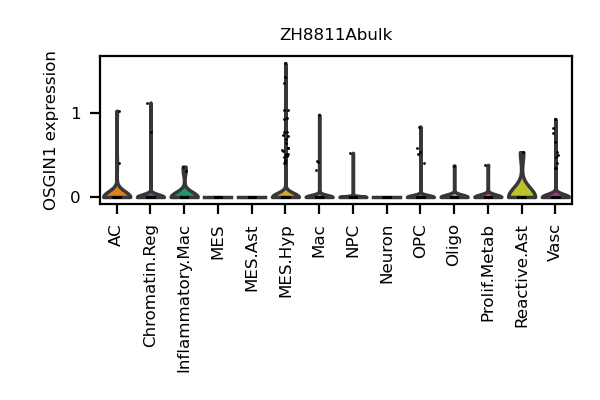 ZH8811Abulk
OSGIN1 expression
1
0
AC
Chromatin.Reg
Inflammatory.Mac
MES
MES.Ast
MES.Hyp
Mac
NPC
Neuron
OPC
Oligo
Prolif.Metab
Reactive.Ast
Vasc